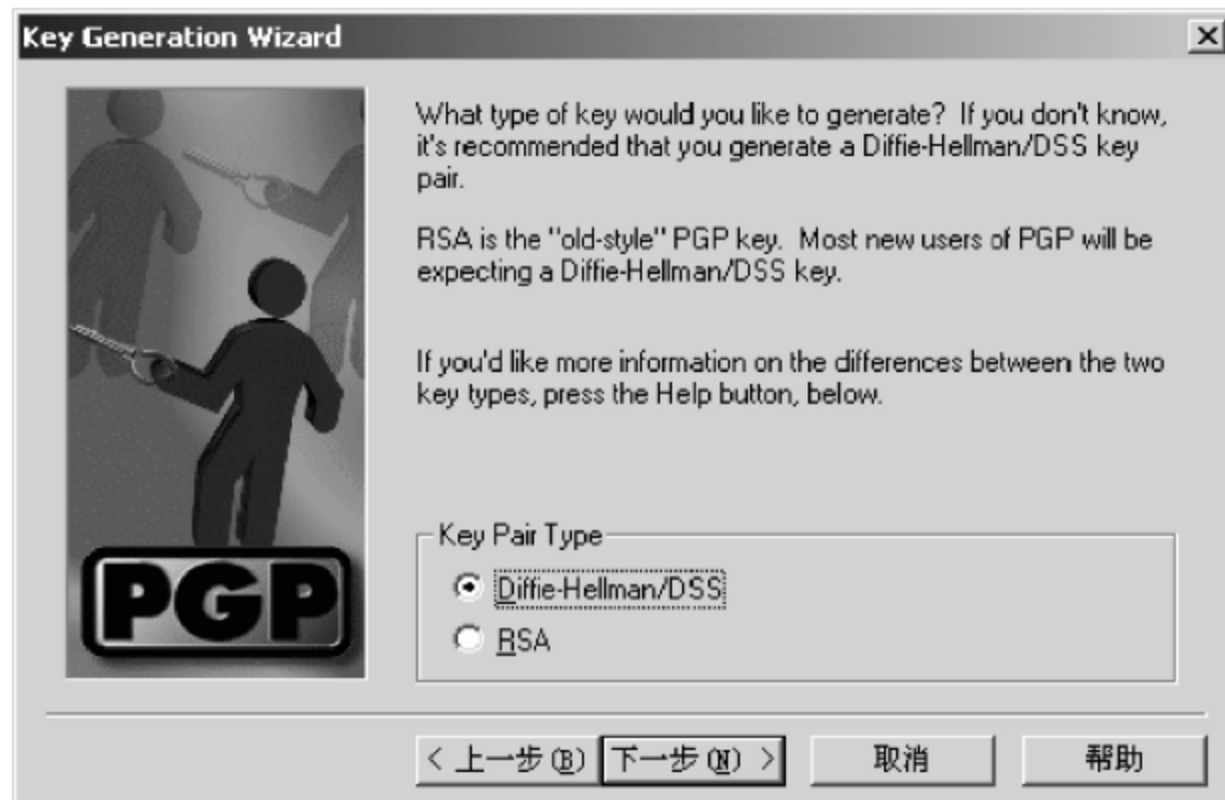 Key Generation Wizard
What type of key would you like to generate? If you don't know,
it's recommended that you generate a Diffie-Hellman/DSS key
pair.
RSA is the "old-style" PGP key. Most new users of PGP will be
expecting a Diffie-Hellman/DSS key.
If you'd like more information on the differences between the two
key types, press the Help button, below.
PGP
Key Pair Type
Diffie-Hellman/DSS
RSA
< 上一步(B) 下一步(N) > 取消 帮助